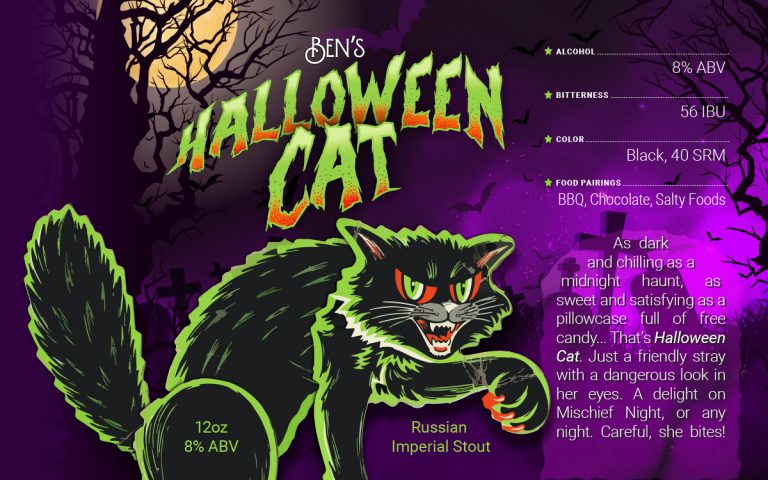 BEN'S
HALLOWEEN
CAT
ALCOHOL
8% ABV
BITTERNESS
56 IBU
COLOR
Black, 40 SRM
FOOD PAIRINGS
BBQ, Chocolate, Salty Foods
As dark
and chilling as a
midnight haunt, as
sweet and satisfying as a
pillowcase full of free
candy... That's Halloween
Cat. Just a friendly stray
with a dangerous look in
her eyes. A delight on
Mischief Night, or any
night. Careful, she bites!
12oz
8% ABV
Russian
Imperial Stout